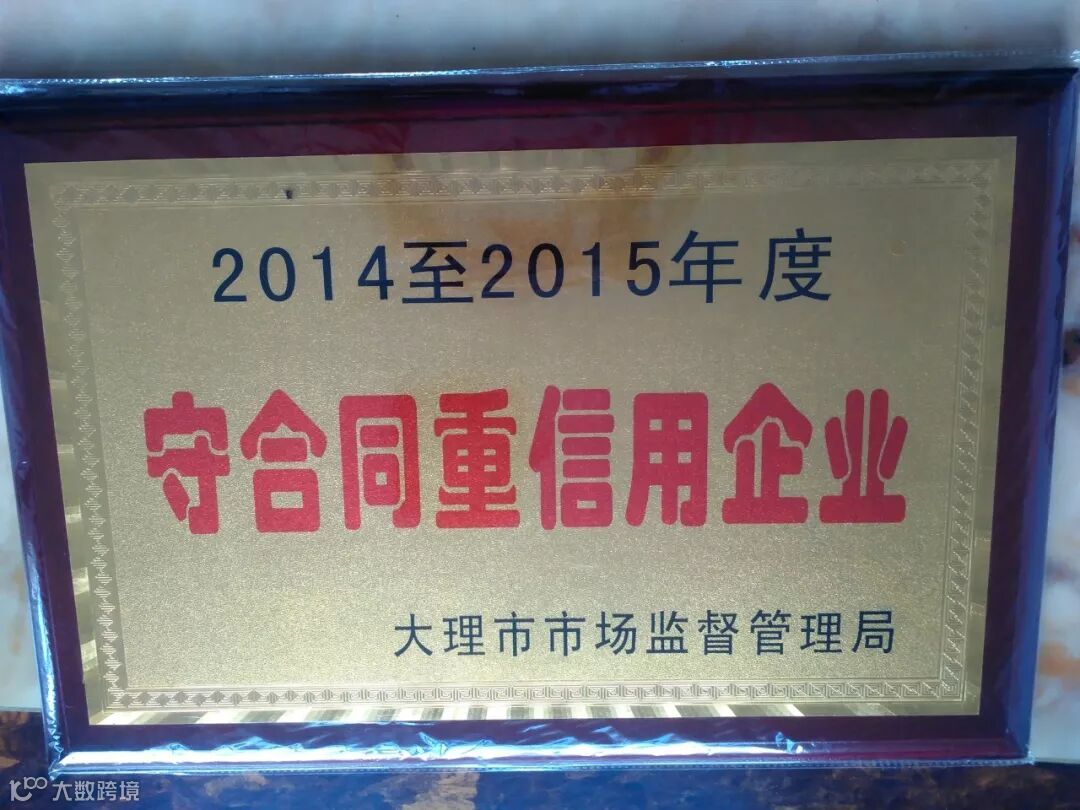 2014至2015年度
守合同重信用企业
大理市市场监督管理局
大数跨境